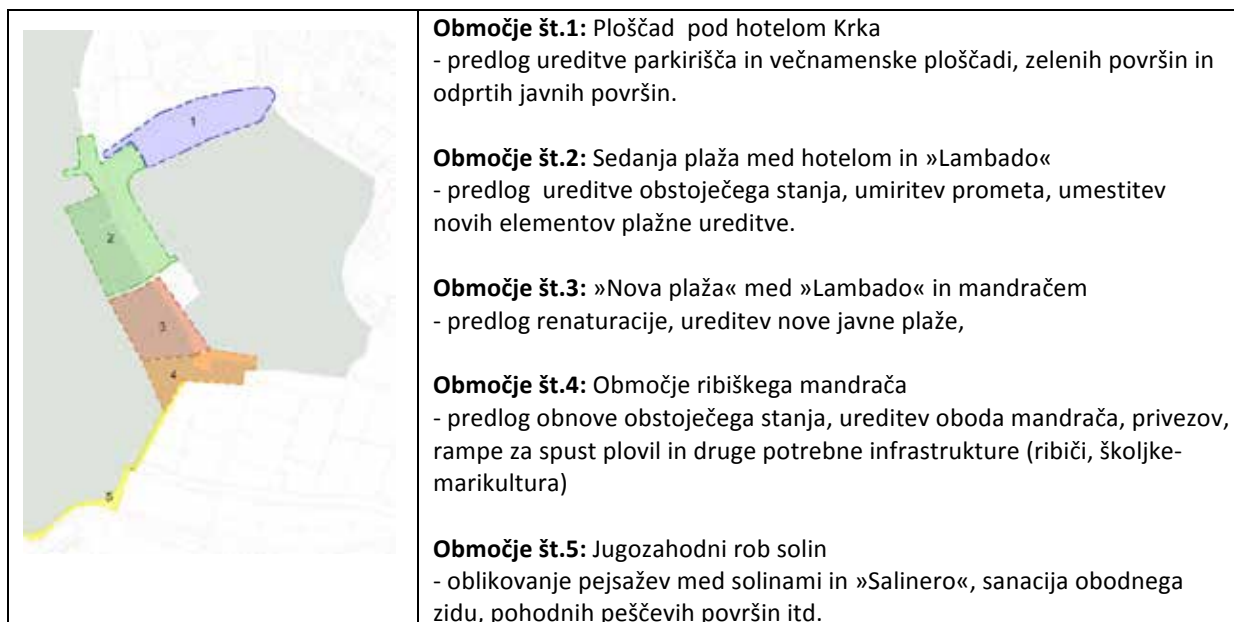 1
2
3
4
5
Območje št.1: Ploščad pod hotelom Krka
- predlog ureditve parkirišča in večnamenske ploščadi, zelenih površin in
odprtih javnih površin.
Območje št.2: Sedanja plaža med hotelom in »Lambado«
- predlog ureditve obstoječega stanja, umiritev prometa, umestitev
novih elementov plažne ureditve.
Območje št.3: »Nova plaža« med »Lambado« in mandračem
- predlog renaturacije, ureditev nove javne plaže,
Območje št.4: Območje ribiškega mandrača
- predlog obnove obstoječega stanja, ureditev oboda mandrača, privezov,
rampe za spust plovil in druge potrebne infrastrukture (ribiči, školjke-
marikultura)
Območje št.5: Jugozahodni rob solin
- oblikovanje pejsažev med solinami in »Salinero«, sanacija obodnega
zidu, pohodnih peščevih površin itd.